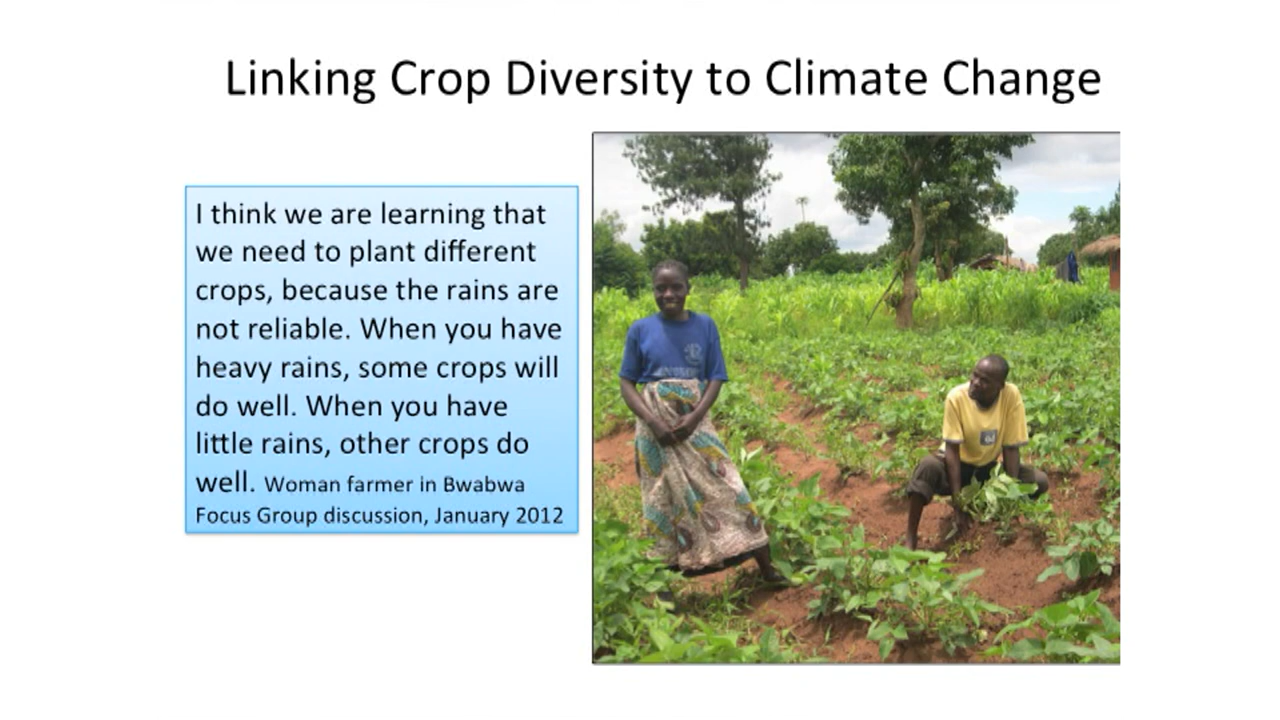 Linking Crop Diversity to Climate Change
I think we are learning that
we need to plant different
crops, because the rains are
not reliable. When you have
heavy rains, some crops will
do well. When you have
little rains, other crops do
well. Woman farmer in Bwabwa
Focus Group discussion, January 2012